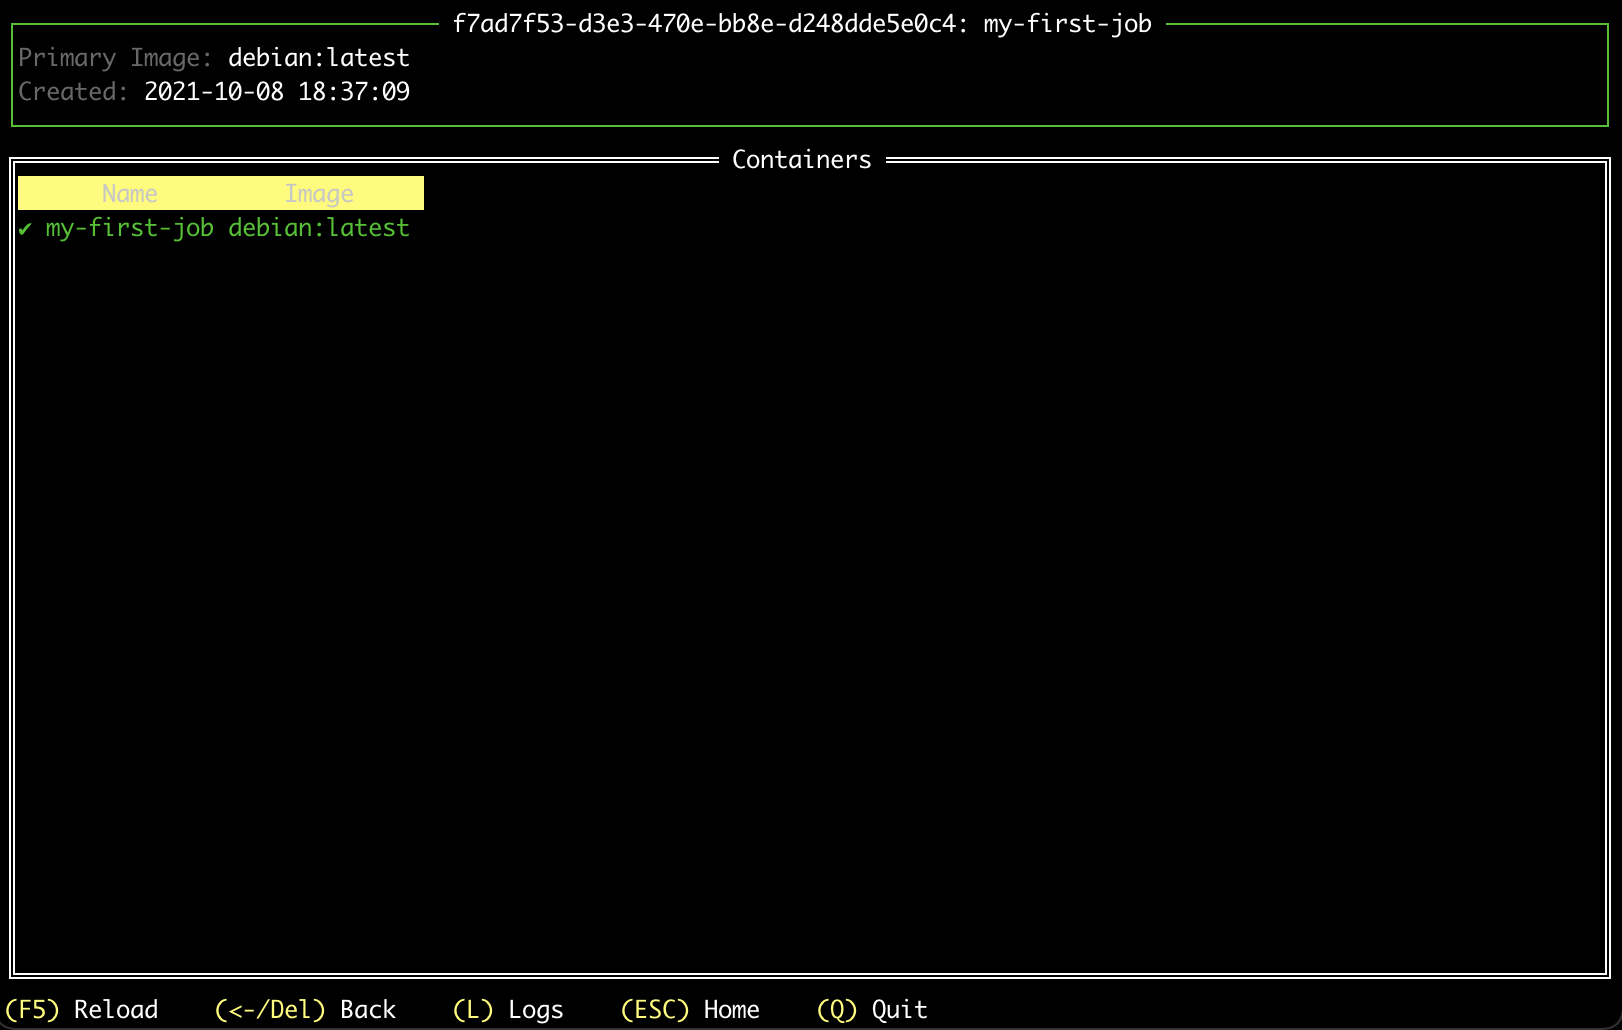 f7ad7f53-d3e3-470e-bb8e-d248dde5e0c4: my-first-job
Primary Image: debian:latest
Created: 2021-10-08 18:37:09
Containers
Name Image
✔ my-first-job debian:latest
(F5) Reload (<-/Del) Back (L) Logs (ESC) Home (Q) Quit